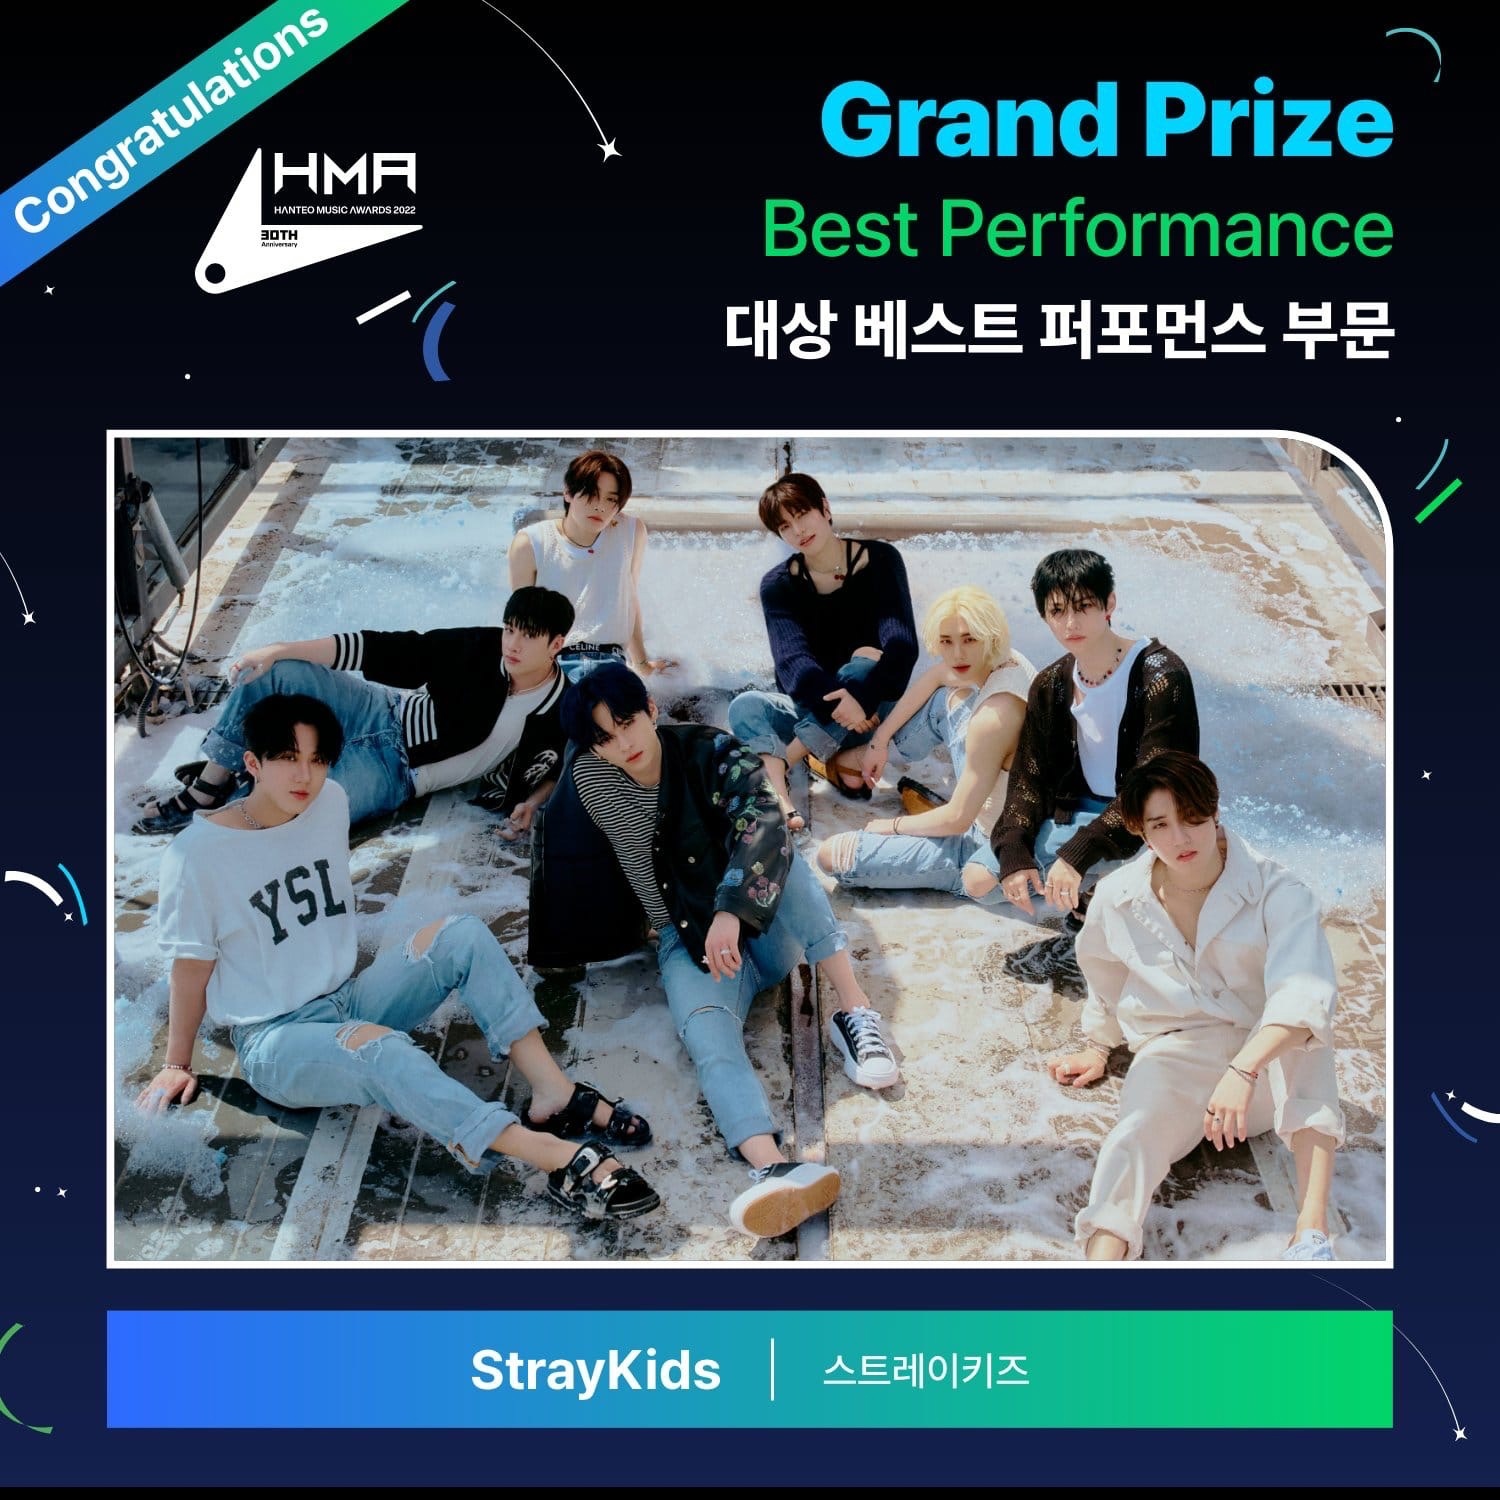 Congratulations
HMA
HANTEO MUSIC AWARDS 2022
30TH
Anniversary
Grand Prize
Best Performance
대상 베스트 퍼포먼스 부문
CELINE
YSL
StrayKids | 스트레이키즈